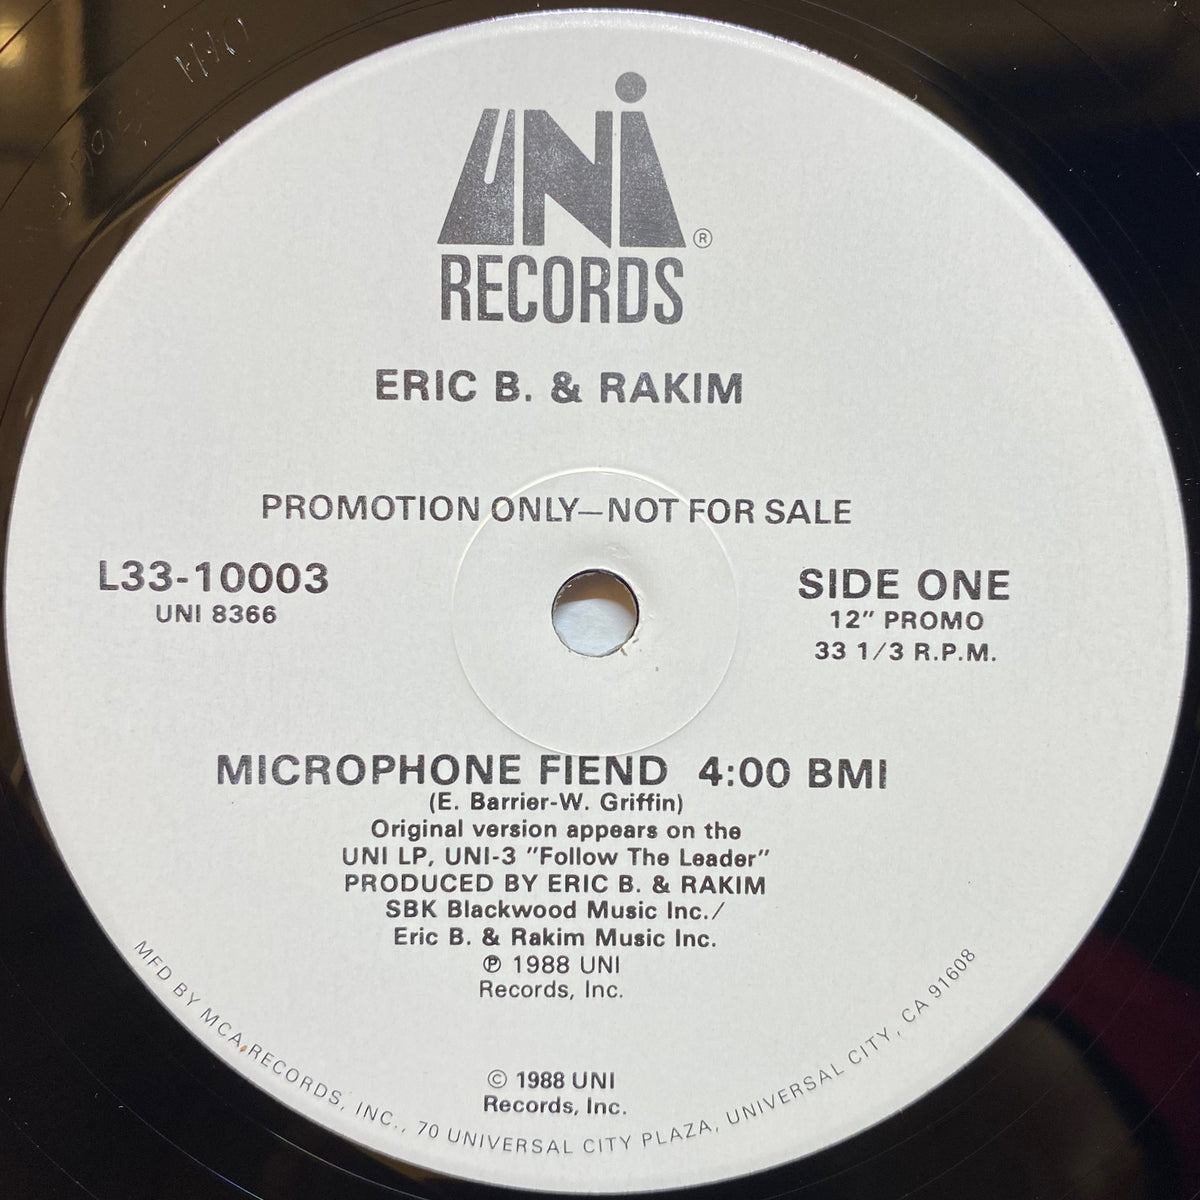 UNi ®
RECORDS
ERIC B. & RAKIM
PROMOTION ONLY—NOT FOR SALE
L33-10003
UNI 8366
SIDE ONE
12" PROMO
33 1/3 R.P.M.
MICROPHONE FIEND 4:00 BMI
(E. Barrier-W. Griffin)
Original version appears on the
UNI LP, UNI-3 "Follow The Leader"
PRODUCED BY ERIC B. & RAKIM
SBK Blackwood Music Inc./
Eric B. & Rakim Music Inc.
℗ 1988 UNI
Records, Inc.
© 1988 UNI
Records, Inc.
MFD BY MCA RECORDS, INC., 70 UNIVERSAL CITY PLAZA, UNIVERSAL CITY, CA 91608